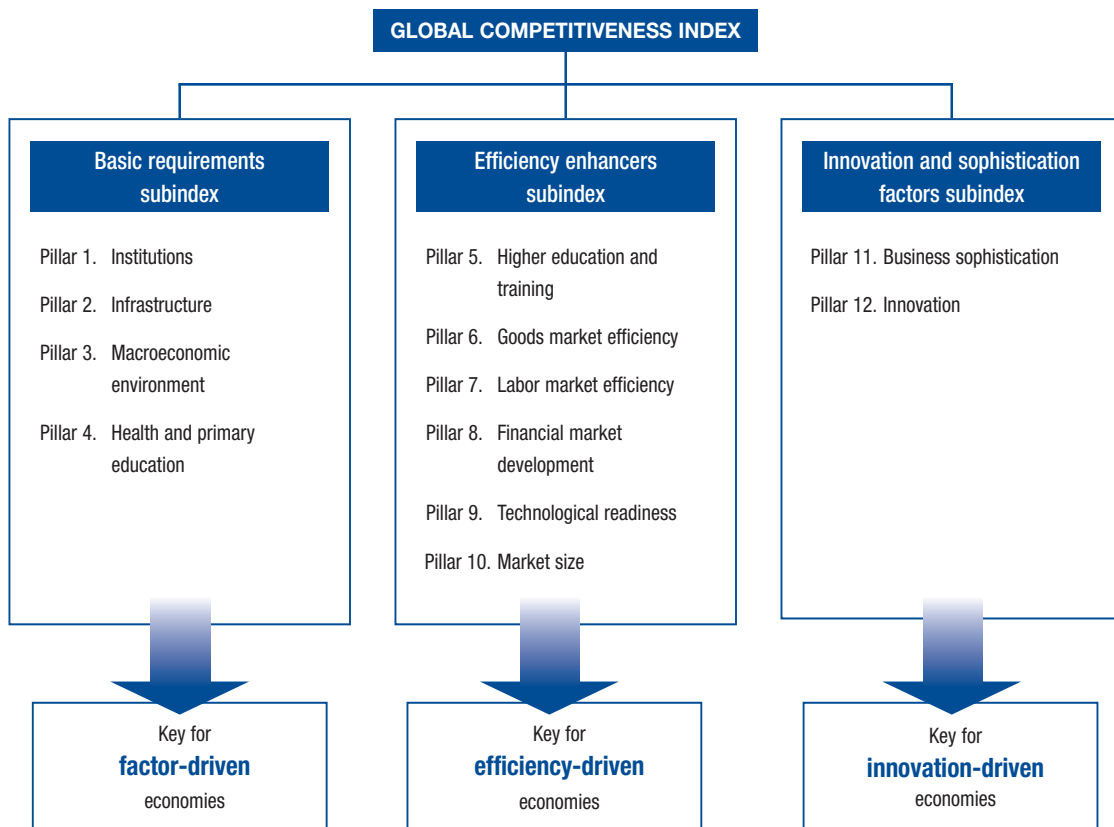 GLOBAL COMPETITIVENESS INDEX
Basic requirements
subindex
Pillar 1. Institutions
Pillar 2. Infrastructure
Pillar 3. Macroeconomic
environment
Pillar 4. Health and primary
education
Key for
factor-driven
economies
Efficiency enhancers
subindex
Pillar 5. Higher education and
training
Pillar 6. Goods market efficiency
Pillar 7. Labor market efficiency
Pillar 8. Financial market
development
Pillar 9. Technological readiness
Pillar 10. Market size
Key for
efficiency-driven
economies
Innovation and sophistication
factors subindex
Pillar 11. Business sophistication
Pillar 12. Innovation
Key for
innovation-driven
economies